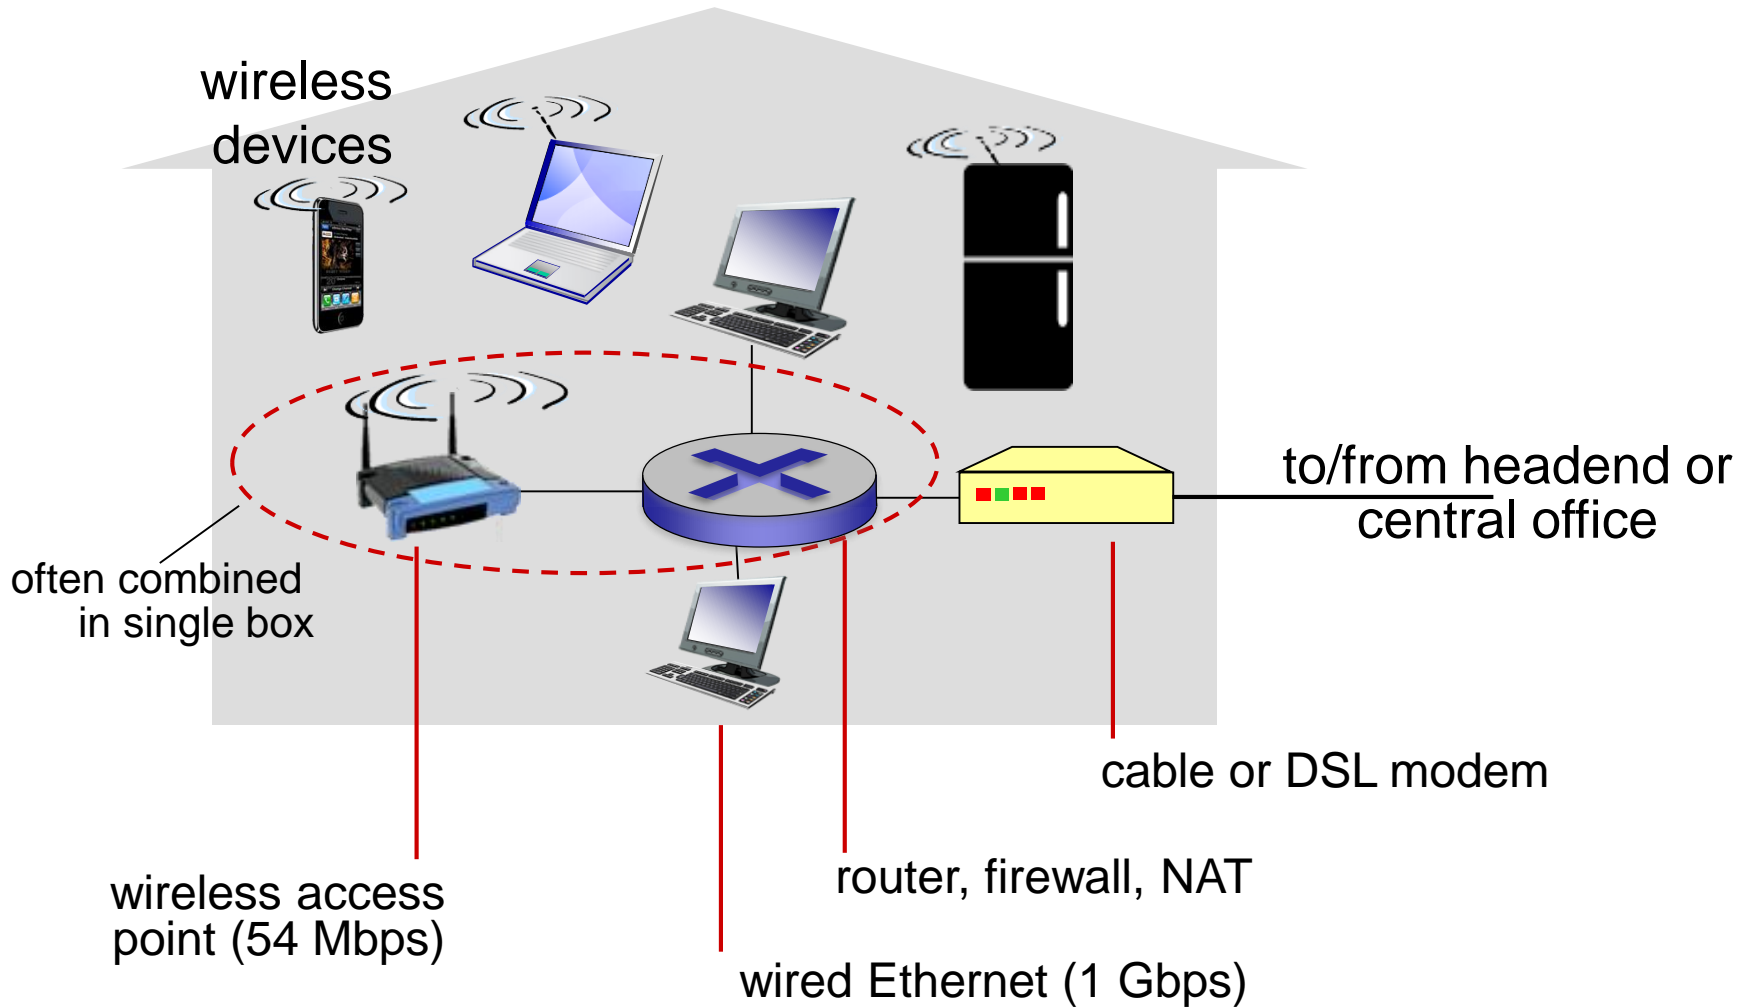 wireless
devices
to/from headend or
central office
often combined
in single box
cable or DSL modem
router, firewall, NAT
wireless access
point (54 Mbps)
wired Ethernet (1 Gbps)